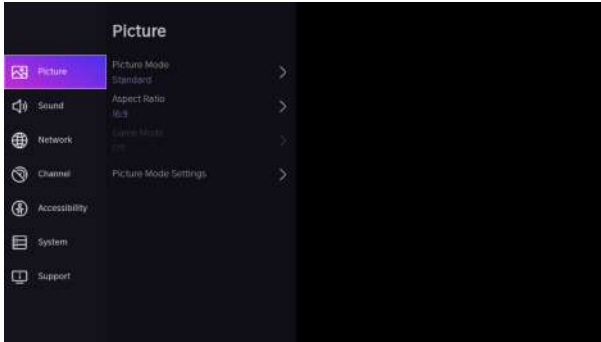 Picture
Picture
Sound
Network
Channel
Accessibility
System
Support
Picture Mode
Standard
Aspect Ratio
16:9
Game Mode
Off
Picture Mode Settings